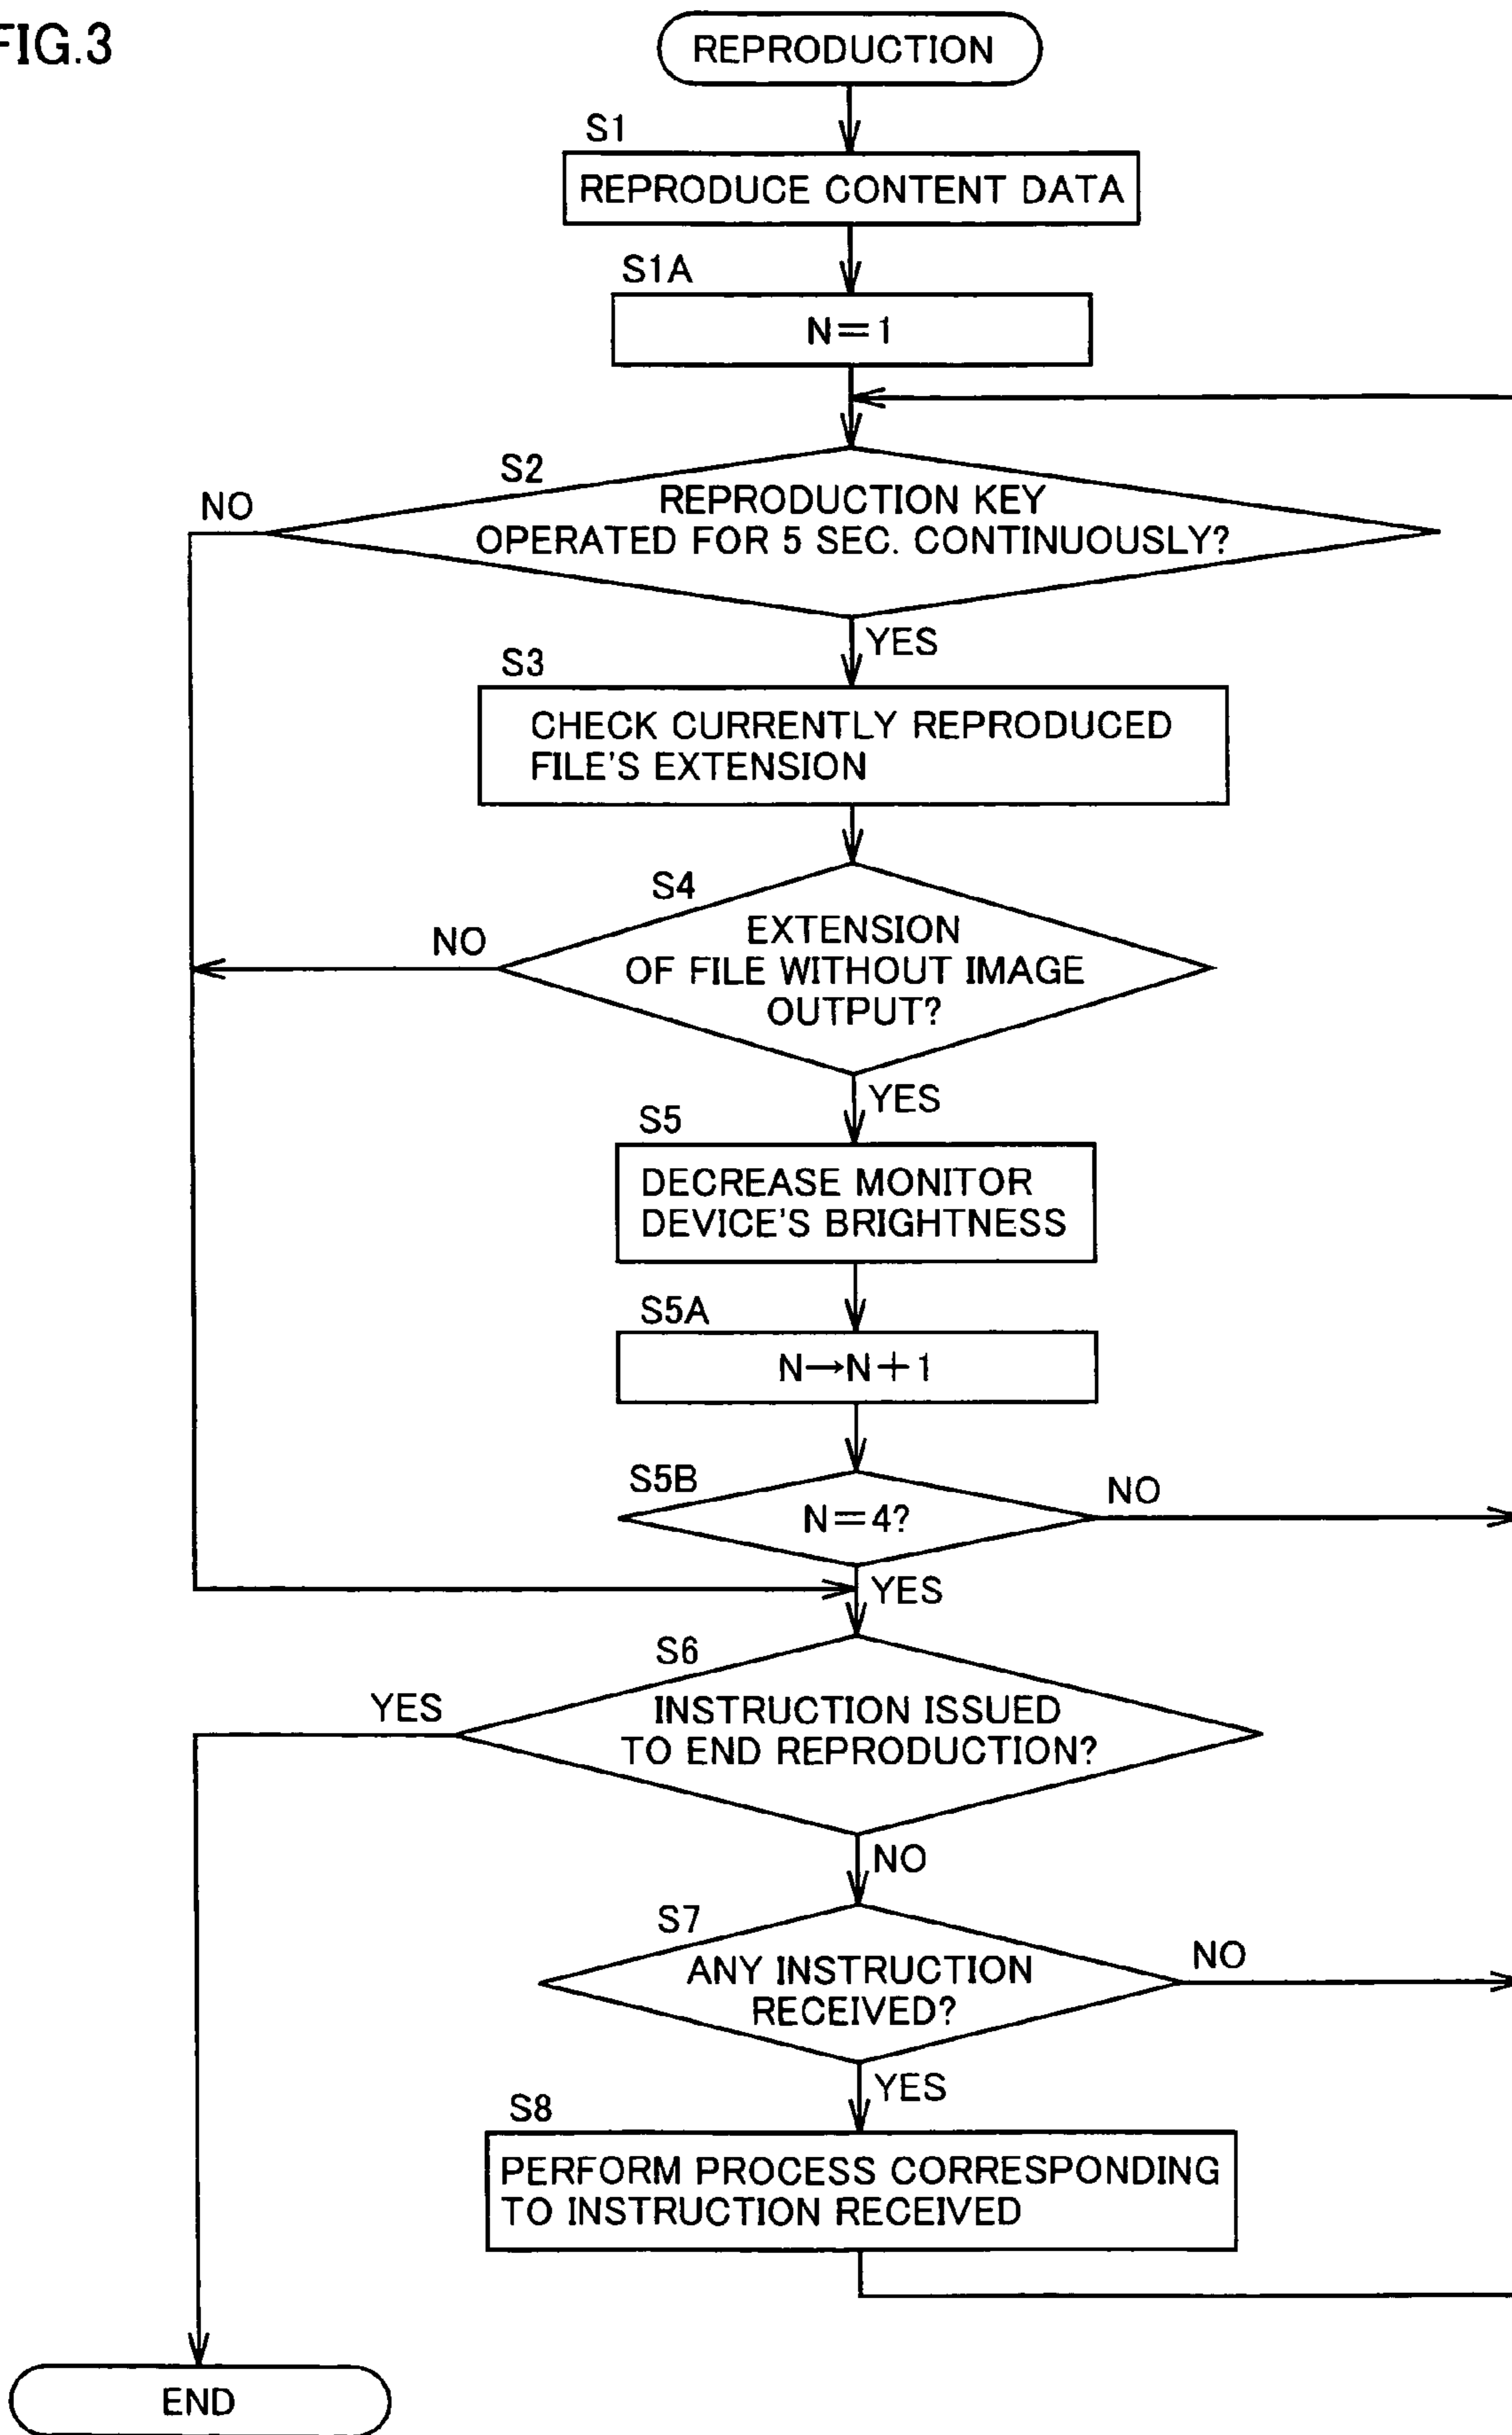 FIG.3
REPRODUCTION
S1
REPRODUCE CONTENT DATA
S1A
N=1
S2
NO
REPRODUCTION KEY
OPERATED FOR 5 SEC. CONTINUOUSLY?
YES
S3
CHECK CURRENTLY REPRODUCED
FILE'S EXTENSION
S4
NO
EXTENSION
OF FILE WITHOUT IMAGE
OUTPUT?
YES
S5
DECREASE MONITOR
DEVICE'S BRIGHTNESS
S5A
N→N+1
S5B
NO
N=4?
YES
S6
YES
INSTRUCTION ISSUED
TO END REPRODUCTION?
NO
S7
NO
ANY INSTRUCTION
RECEIVED?
YES
S8
PERFORM PROCESS CORRESPONDING
TO INSTRUCTION RECEIVED
END